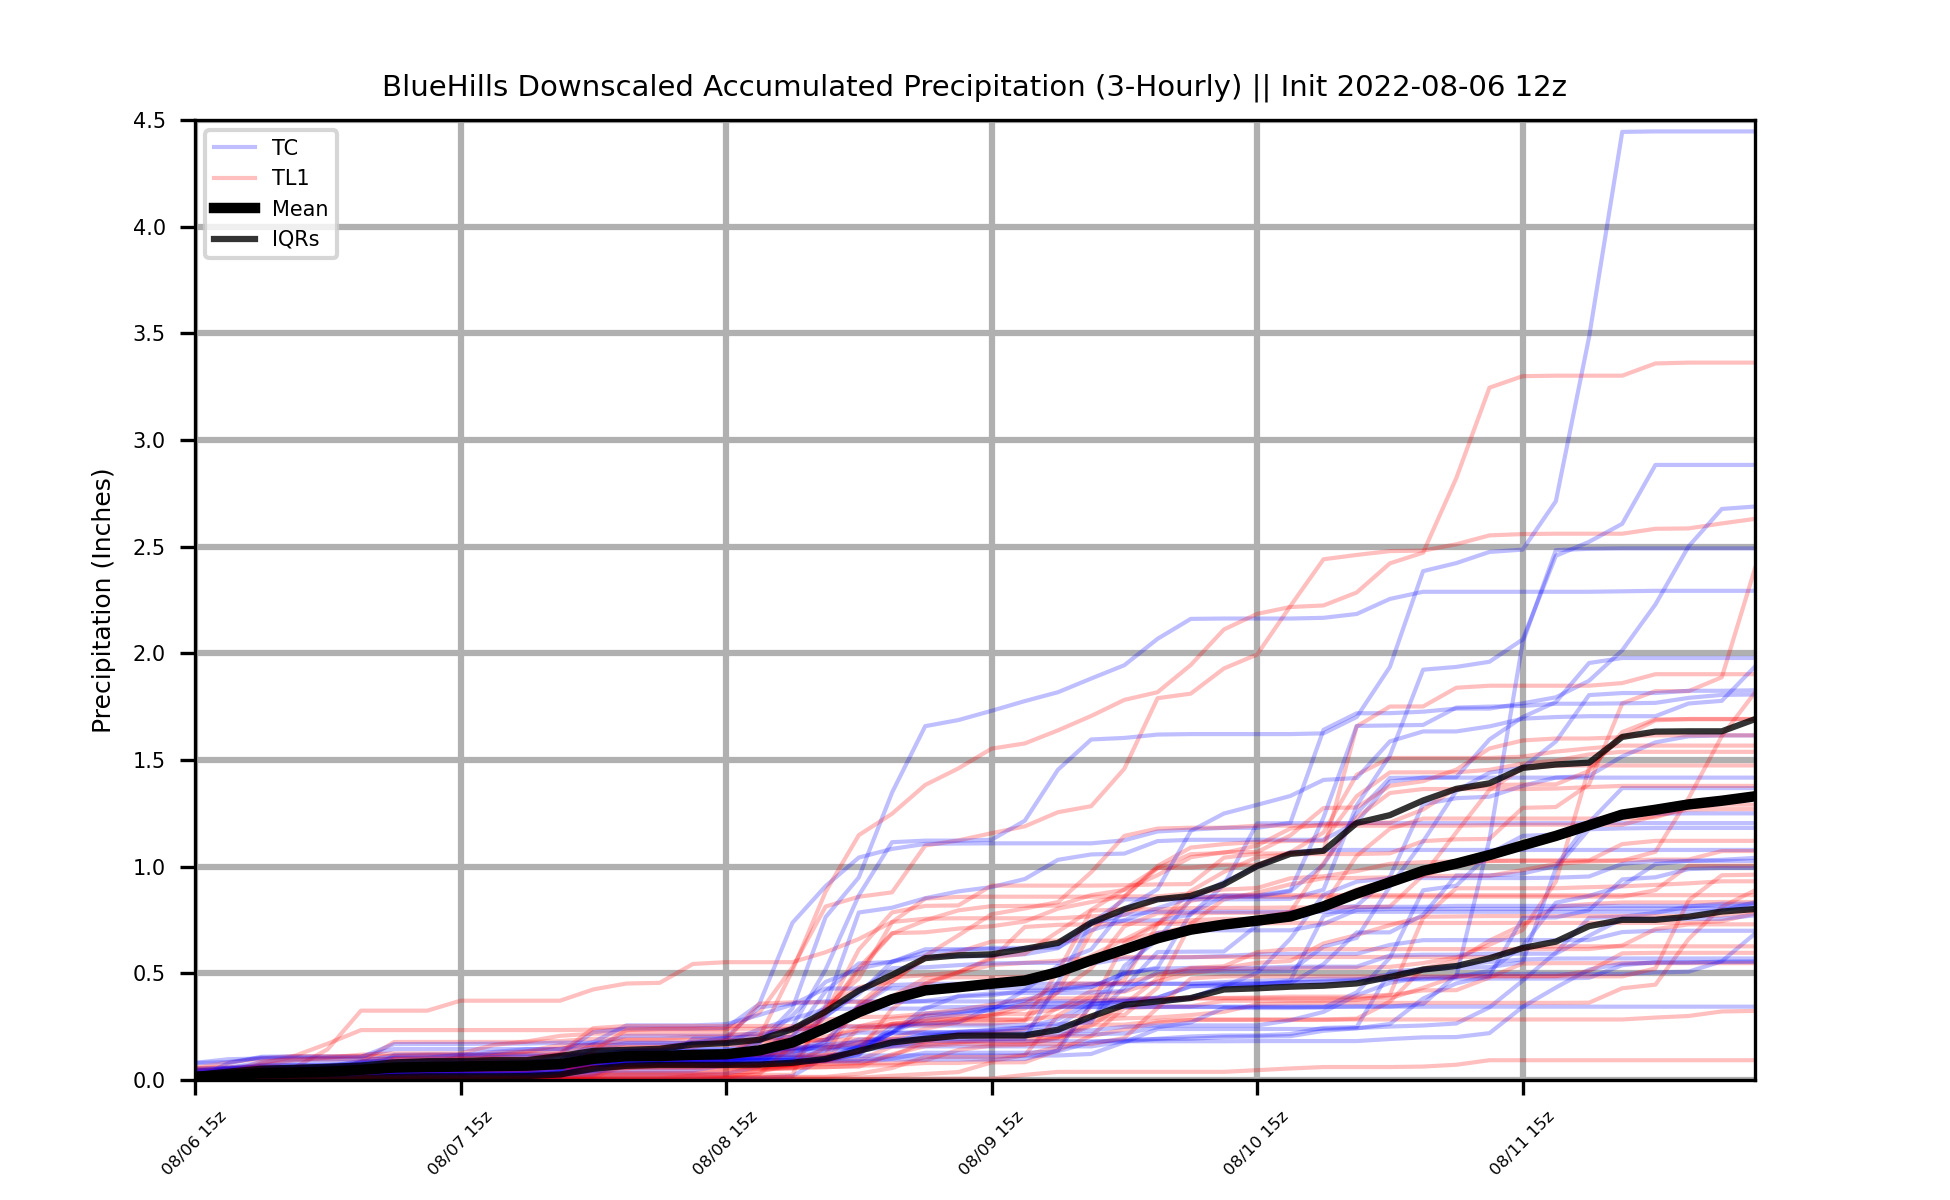 BlueHills Downscaled Accumulated Precipitation (3-Hourly) || Init 2022-08-06 12z
TC
TL1
Mean
IQRs
Precipitation (Inches)
4.5
4.0
3.5
3.0
2.5
2.0
1.5
1.0
0.5
0.0
08/06 15z
08/07 15z
08/08 15z
08/09 15z
08/10 15z
08/11 15z